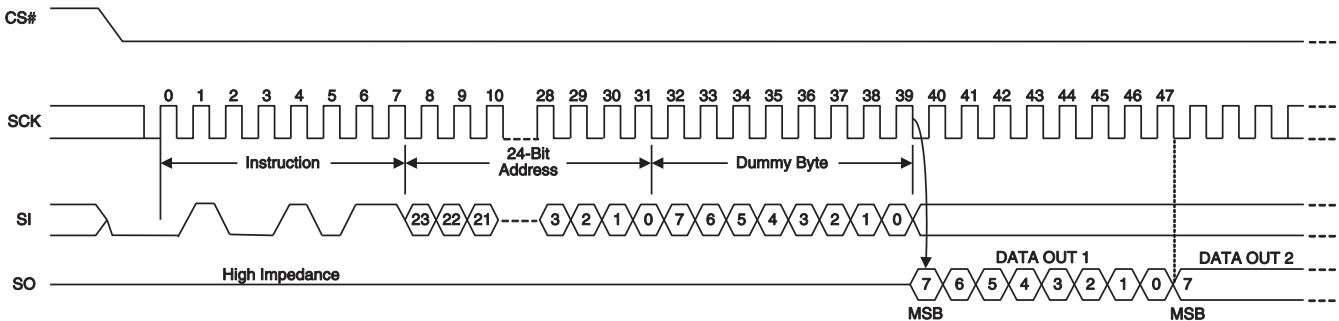 CS#
0 1 2 3 4 5 6 7 8 9 10 28 29 30 31 32 33 34 35 36 37 38 39 40 41 42 43 44 45 46 47
SCK
Instruction
24-Bit
Address
Dummy Byte
SI
23 22 21 3 2 1 0 7 6 5 4 3 2 1 0
High Impedance
DATA OUT 1
DATA OUT 2
SO
7 6 5 4 3 2 1 0 7
MSB
MSB